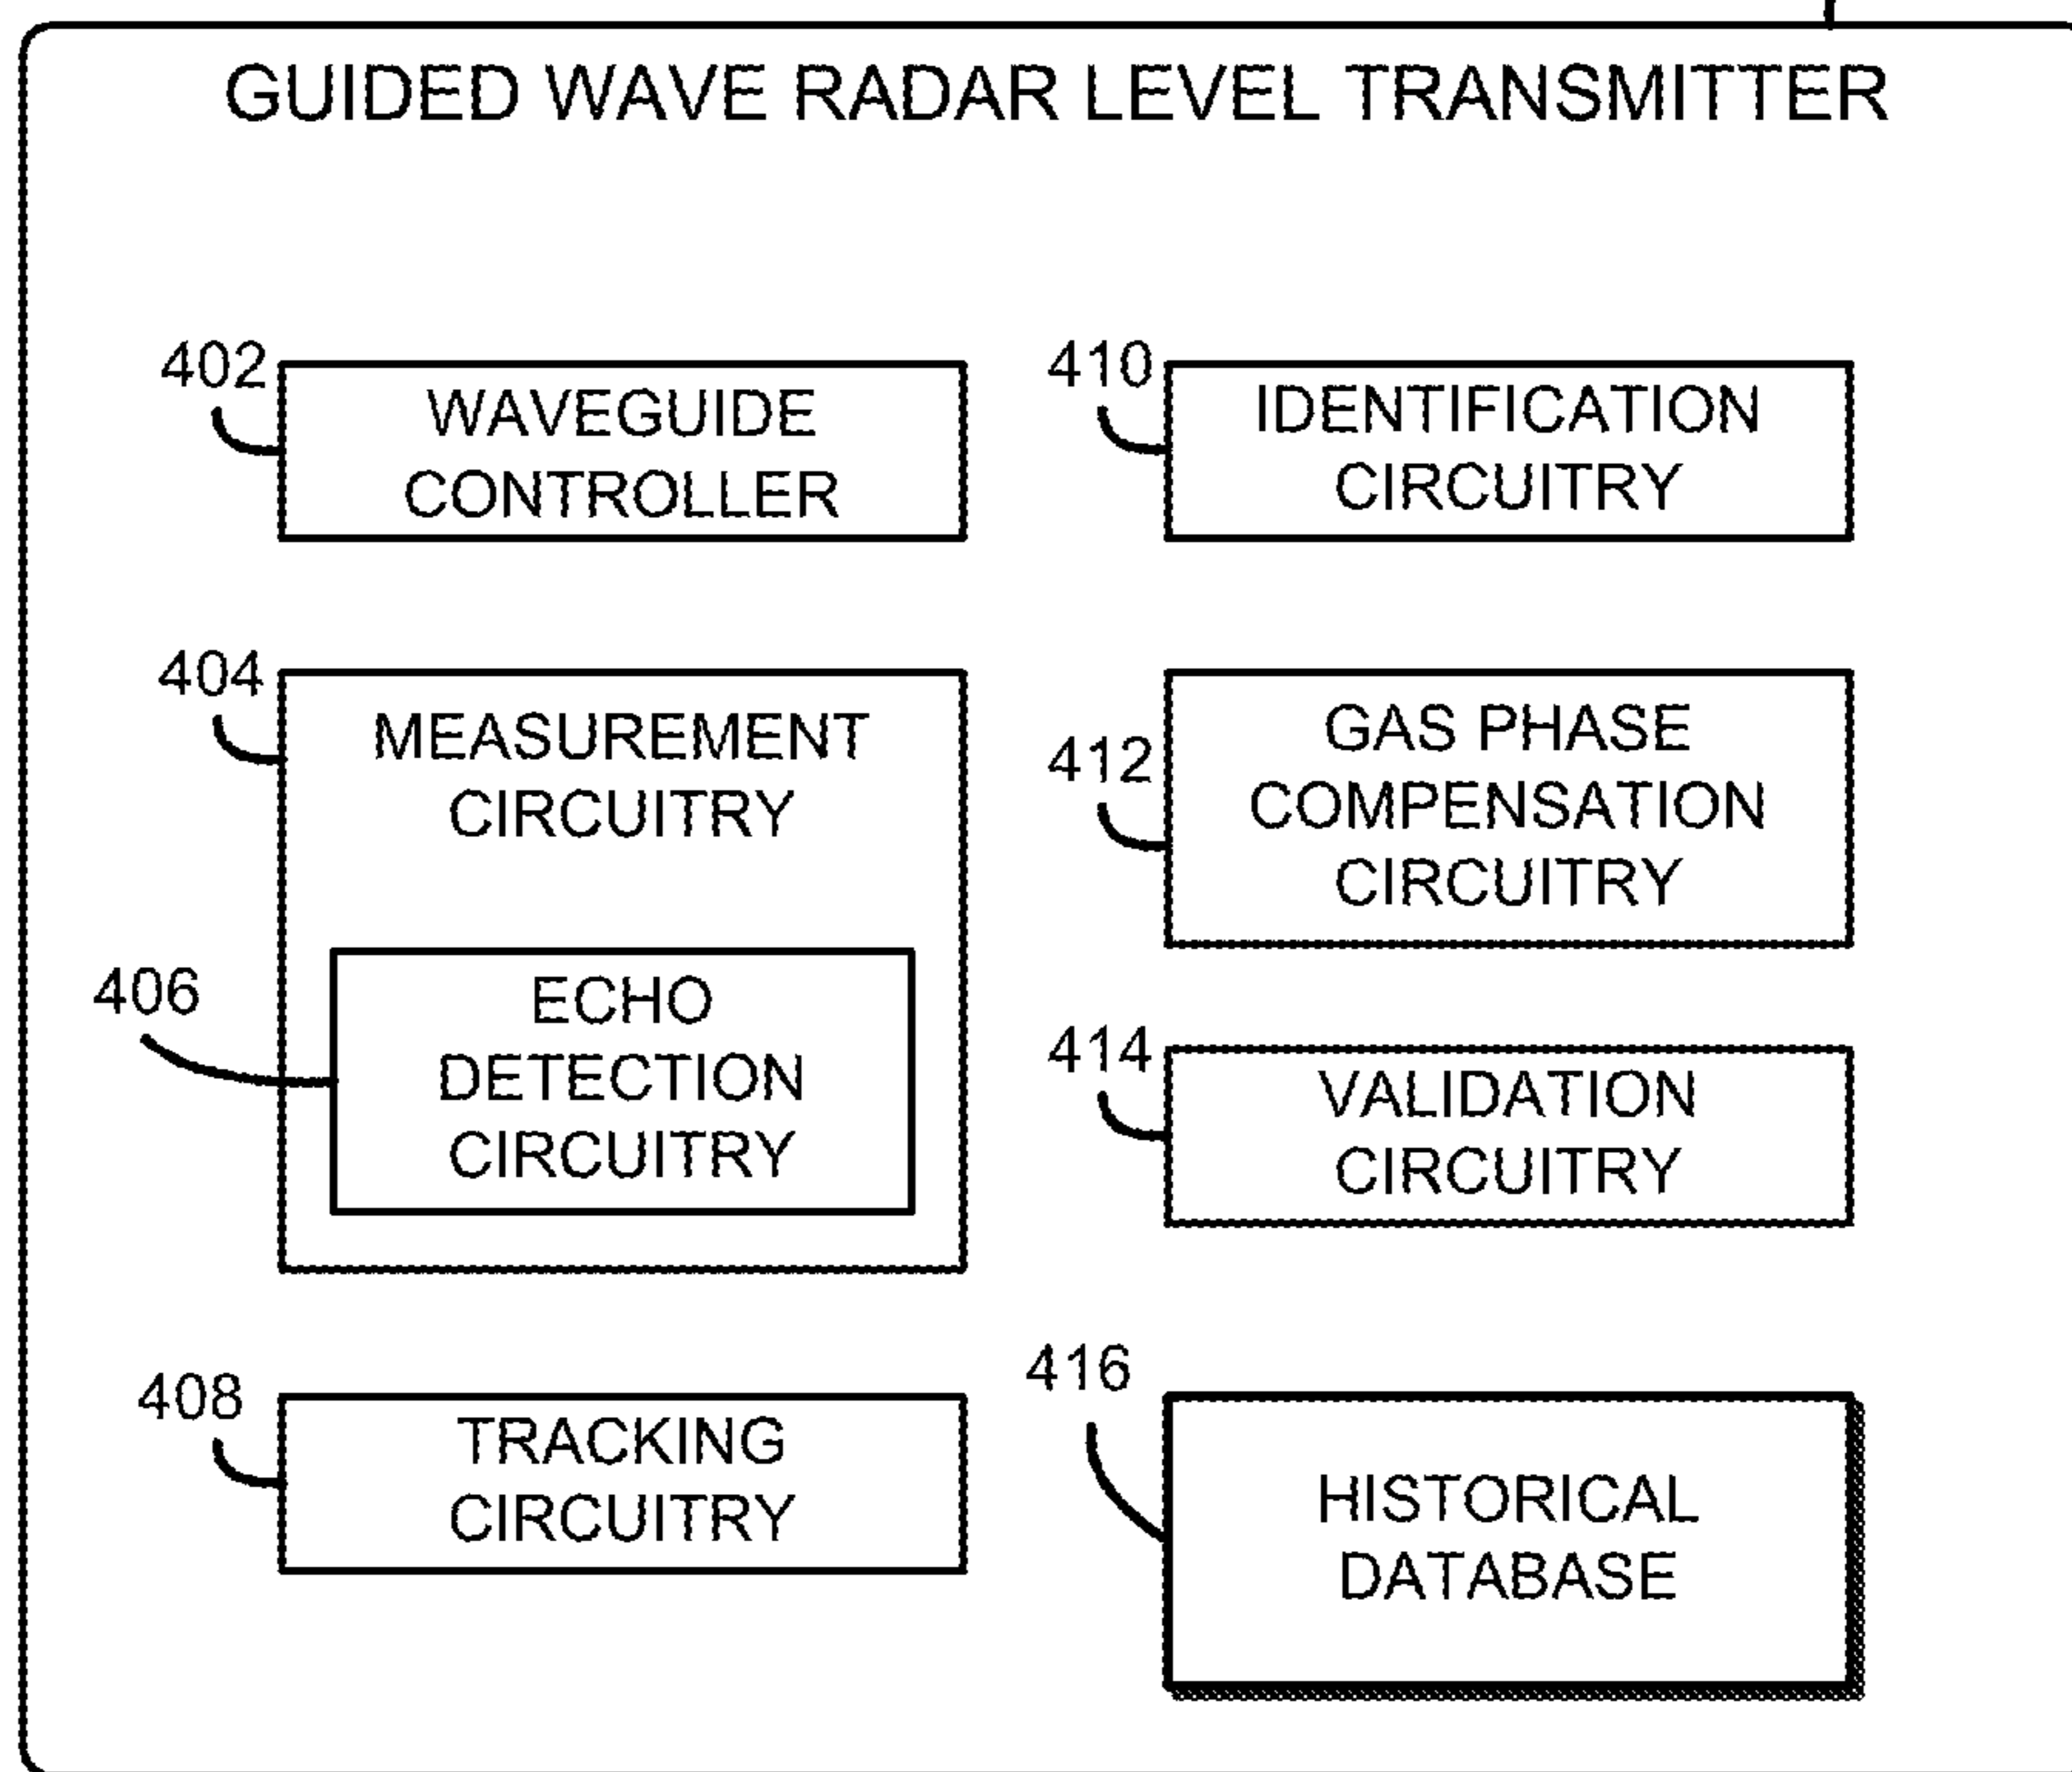 GUIDED WAVE RADAR LEVEL TRANSMITTER
402
WAVEGUIDE
CONTROLLER
404
MEASUREMENT
CIRCUITRY
406
ECHO
DETECTION
CIRCUITRY
408
TRACKING
CIRCUITRY
410
IDENTIFICATION
CIRCUITRY
412
GAS PHASE
COMPENSATION
CIRCUITRY
414
VALIDATION
CIRCUITRY
416
HISTORICAL
DATABASE